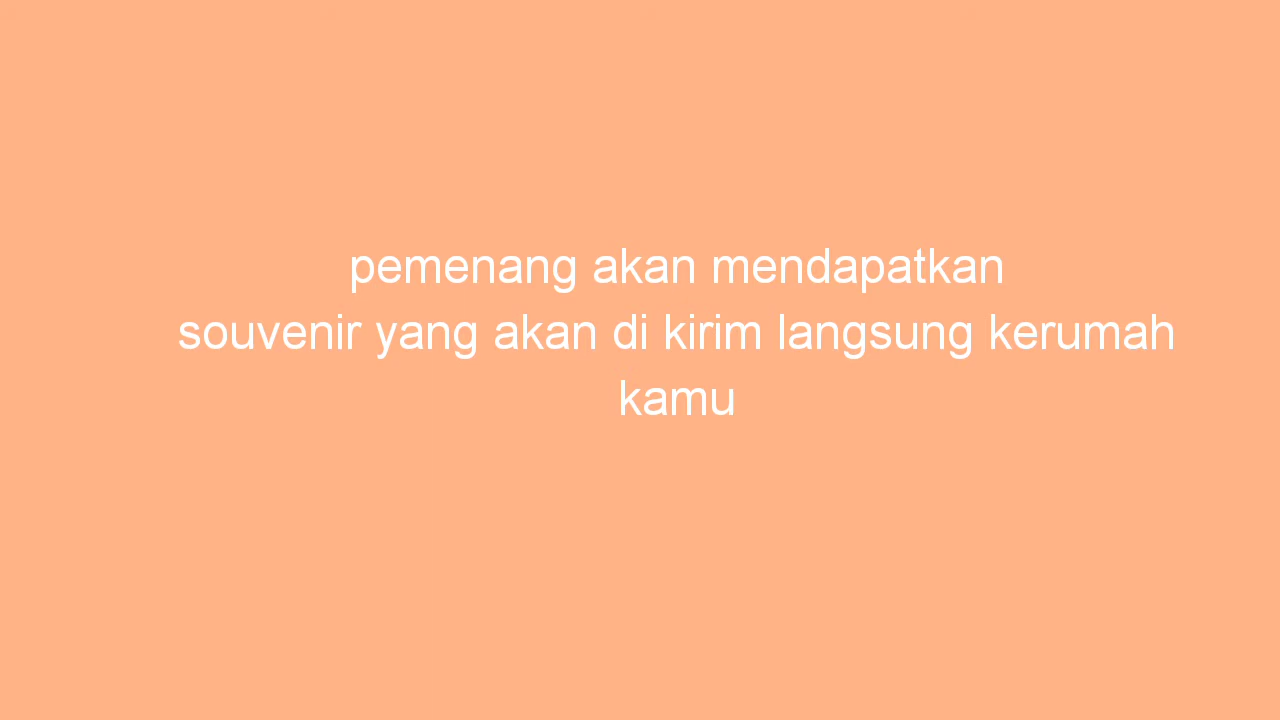 pemenang akan mendapatkan
souvenir yang akan di kirim langsung kerumah
kamu